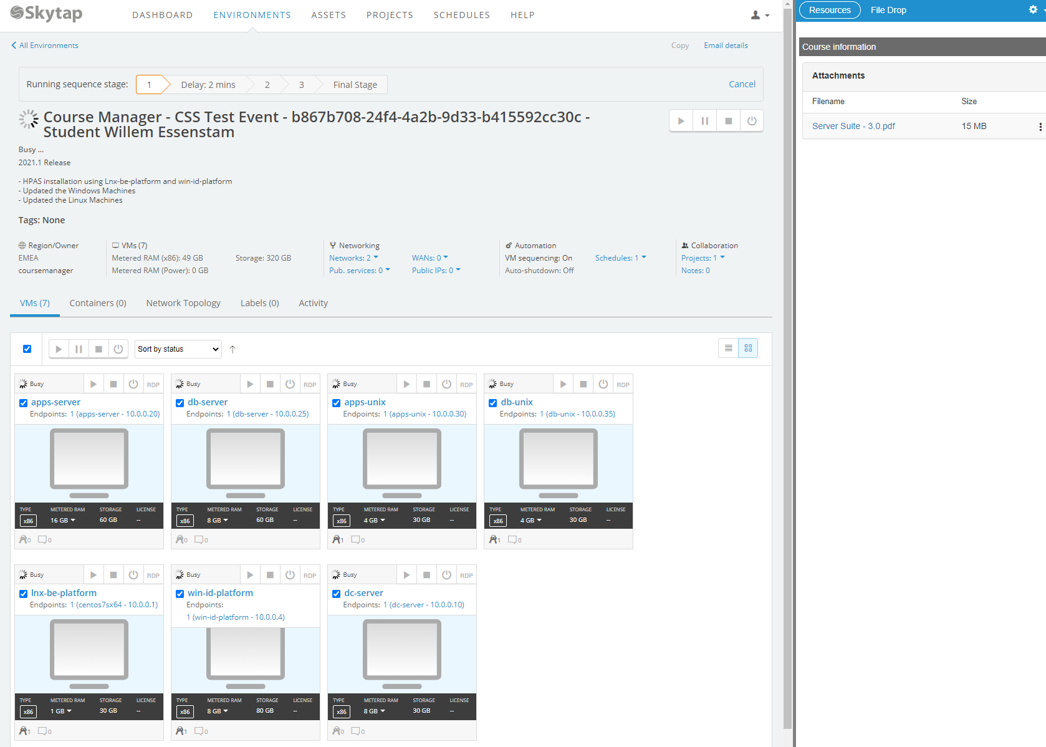 Skytap DASHBOARD ENVIRONMENTS ASSETS PROJECTS SCHEDULES HELP
Resources File Drop
All Environments Copy Email details
Course information
Running sequence stage: 1 Delay: 2 mins 2 3 Final Stage Cancel
Attachments
Filename Size
Server Suite - 3.0.pdf 15 MB
Course Manager - CSS Test Event - b867b708-24f4-4a2b-9d33-b415592cc30c -
Student Willem Essenstam
Busy ...
2021.1 Release
- HPAS installation using Lnx-be-platform and win-id-platform
- Updated the Windows Machines
- Updated the Linux Machines
Tags: None
Region/Owner VMs (7) Networking Automation Collaboration
EMEA Metered RAM (x86): 49 GB Storage: 320 GB Networks: 2 WANs: 0 VM sequencing: On Schedules: 1 Projects: 1
coursemanager Metered RAM (Power): 0 GB Pub. services: 0 Public IPs: 0 Auto-shutdown: Off Notes: 0
VMs (7) Containers (0) Network Topology Labels (0) Activity
Sort by status
Busy RDP Busy RDP Busy RDP Busy RDP
apps-server db-server apps-unix db-unix
Endpoints: 1 (apps-server - 10.0.0.20) Endpoints: 1 (db-server - 10.0.0.25) Endpoints: 1 (apps-unix - 10.0.0.30) Endpoints: 1 (db-unix - 10.0.0.35)
TYPE METERED RAM STORAGE LICENSE TYPE METERED RAM STORAGE LICENSE TYPE METERED RAM STORAGE LICENSE TYPE METERED RAM STORAGE LICENSE
x86 16 GB 60 GB -- x86 8 GB 60 GB -- x86 4 GB 30 GB -- x86 4 GB 30 GB --
0 0 0 0 1 0 1 0
Busy RDP Busy RDP Busy RDP
lnx-be-platform win-id-platform dc-server
Endpoints: 1 (centos7sx64 - 10.0.0.1) Endpoints: Endpoints: 1 (dc-server - 10.0.0.10)
1 (win-id-platform - 10.0.0.4)
TYPE METERED RAM STORAGE LICENSE TYPE METERED RAM STORAGE LICENSE TYPE METERED RAM STORAGE LICENSE
x86 1 GB 30 GB -- x86 8 GB 80 GB -- x86 8 GB 30 GB --
1 0 1 0 0 0